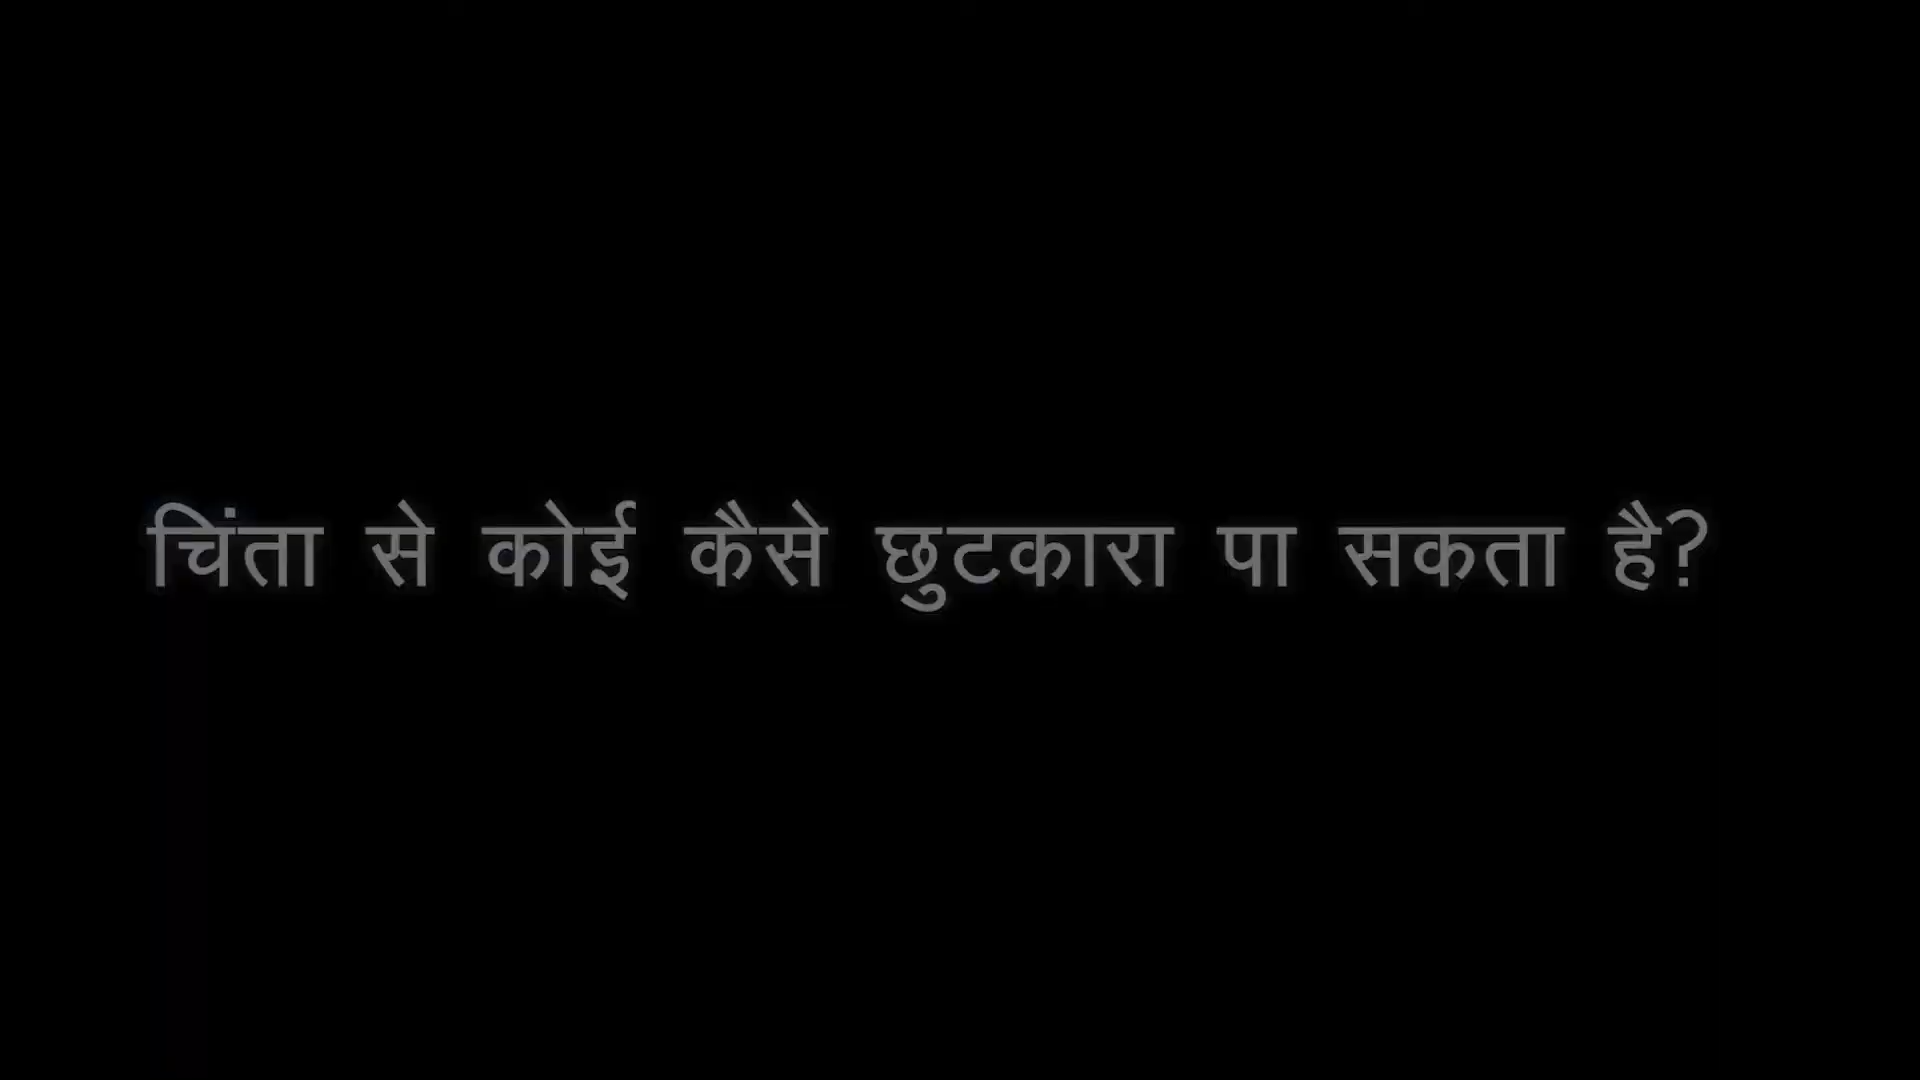 चिंता से कोई कैसे छुटकारा पा सकता है?